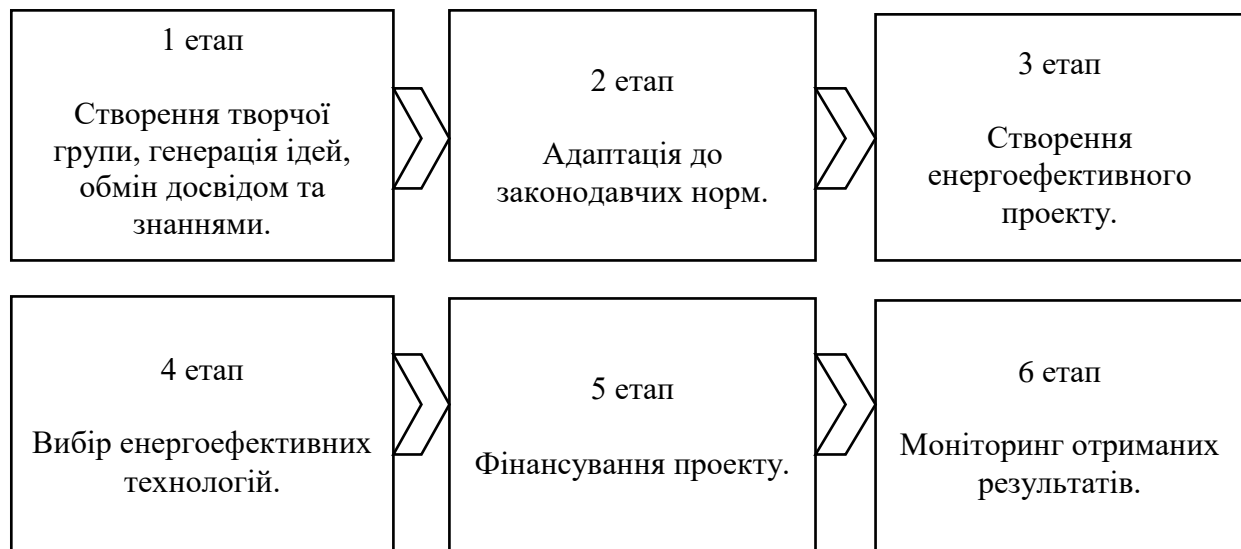 1 етап
Створення творчої
групи, генерація ідей,
обмін досвідом та
знаннями.
2 етап
Адаптація до
законодавчих норм.
3 етап
Створення
енергоефективного
проекту.
4 етап
Вибір енергоефективних
технологій.
5 етап
Фінансування проекту.
6 етап
Моніторинг отриманих
результатів.